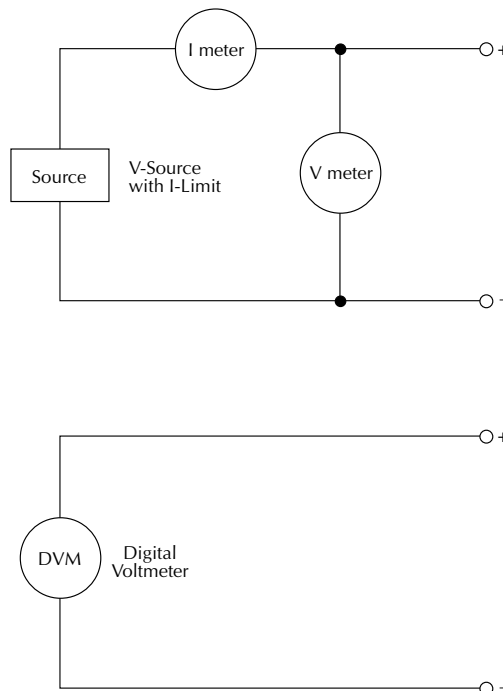 I meter
+
Source
V-Source
with I-Limit
V meter
–
+
DVM
Digital
Voltmeter
–